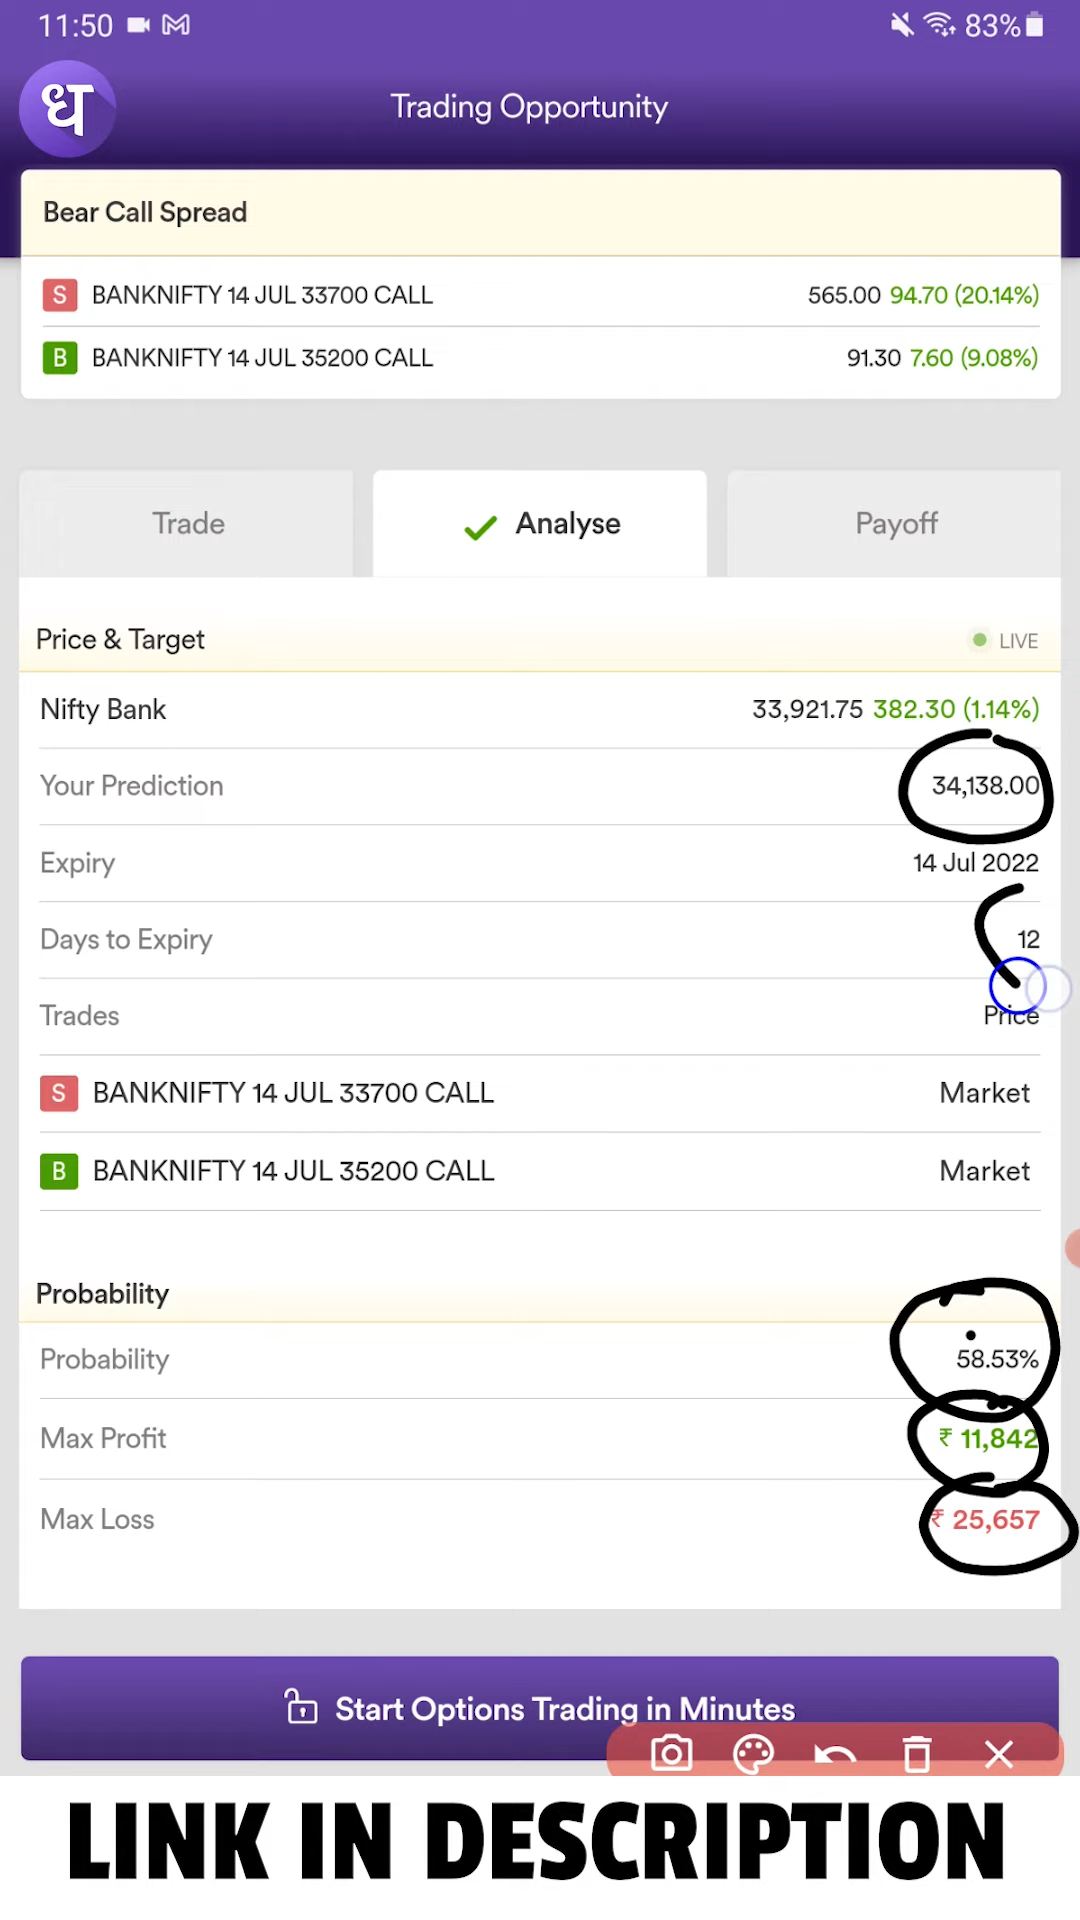 11:50 83%
ध
Trading Opportunity
Bear Call Spread
S BANKNIFTY 14 JUL 33700 CALL 565.00 94.70 (20.14%)
B BANKNIFTY 14 JUL 35200 CALL 91.30 7.60 (9.08%)
Trade Analyse Payoff
Price & Target LIVE
Nifty Bank 33,921.75 382.30 (1.14%)
Your Prediction 34,138.00
Expiry 14 Jul 2022
Days to Expiry 12
Trades Price
S BANKNIFTY 14 JUL 33700 CALL Market
B BANKNIFTY 14 JUL 35200 CALL Market
Probability
Probability 58.53%
Max Profit ₹ 11,842
Max Loss ₹ 25,657
Start Options Trading in Minutes
LINK IN DESCRIPTION